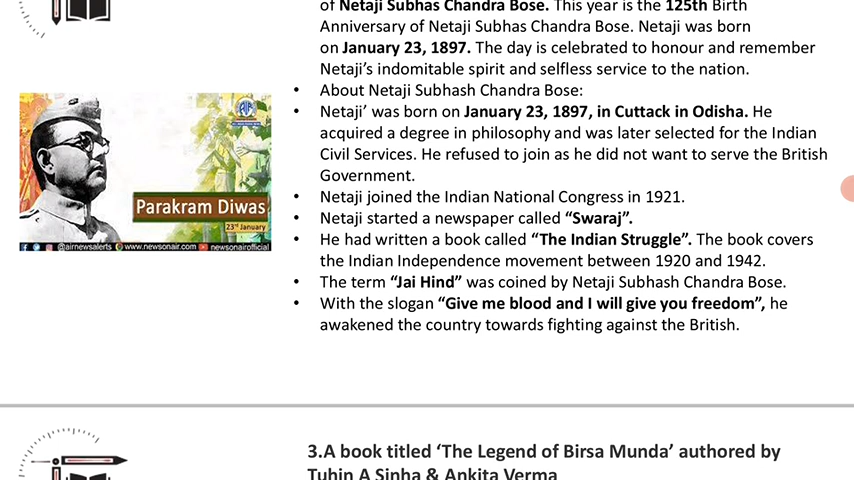 of Netaji Subhas Chandra Bose. This year is the 125th Birth
Anniversary of Netaji Subhas Chandra Bose. Netaji was born
on January 23, 1897. The day is celebrated to honour and remember
Netaji’s indomitable spirit and selfless service to the nation.
• About Netaji Subhash Chandra Bose:
• Netaji’ was born on January 23, 1897, in Cuttack in Odisha. He
acquired a degree in philosophy and was later selected for the Indian
Civil Services. He refused to join as he did not want to serve the British
Government.
• Netaji joined the Indian National Congress in 1921.
• Netaji started a newspaper called “Swaraj”.
• He had written a book called “The Indian Struggle”. The book covers
the Indian Independence movement between 1920 and 1942.
• The term “Jai Hind” was coined by Netaji Subhash Chandra Bose.
• With the slogan “Give me blood and I will give you freedom”, he
awakened the country towards fighting against the British.
Parakram Diwas
23rd January
@airnewsalerts www.newsonair.com newsonairofficial
3.A book titled ‘The Legend of Birsa Munda’ authored by
Tuhin A Sinha & Ankita Verma